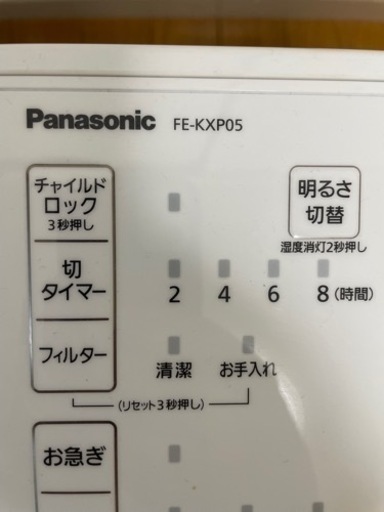 Panasonic FE-KXP05
チャイルド
ロック
3秒押し
明るさ
切替
湿度消灯2秒押し
切
タイマー
2 4 6 8 (時間)
フィルター
清潔 お手入れ
(リセット3秒押し)
お急ぎ